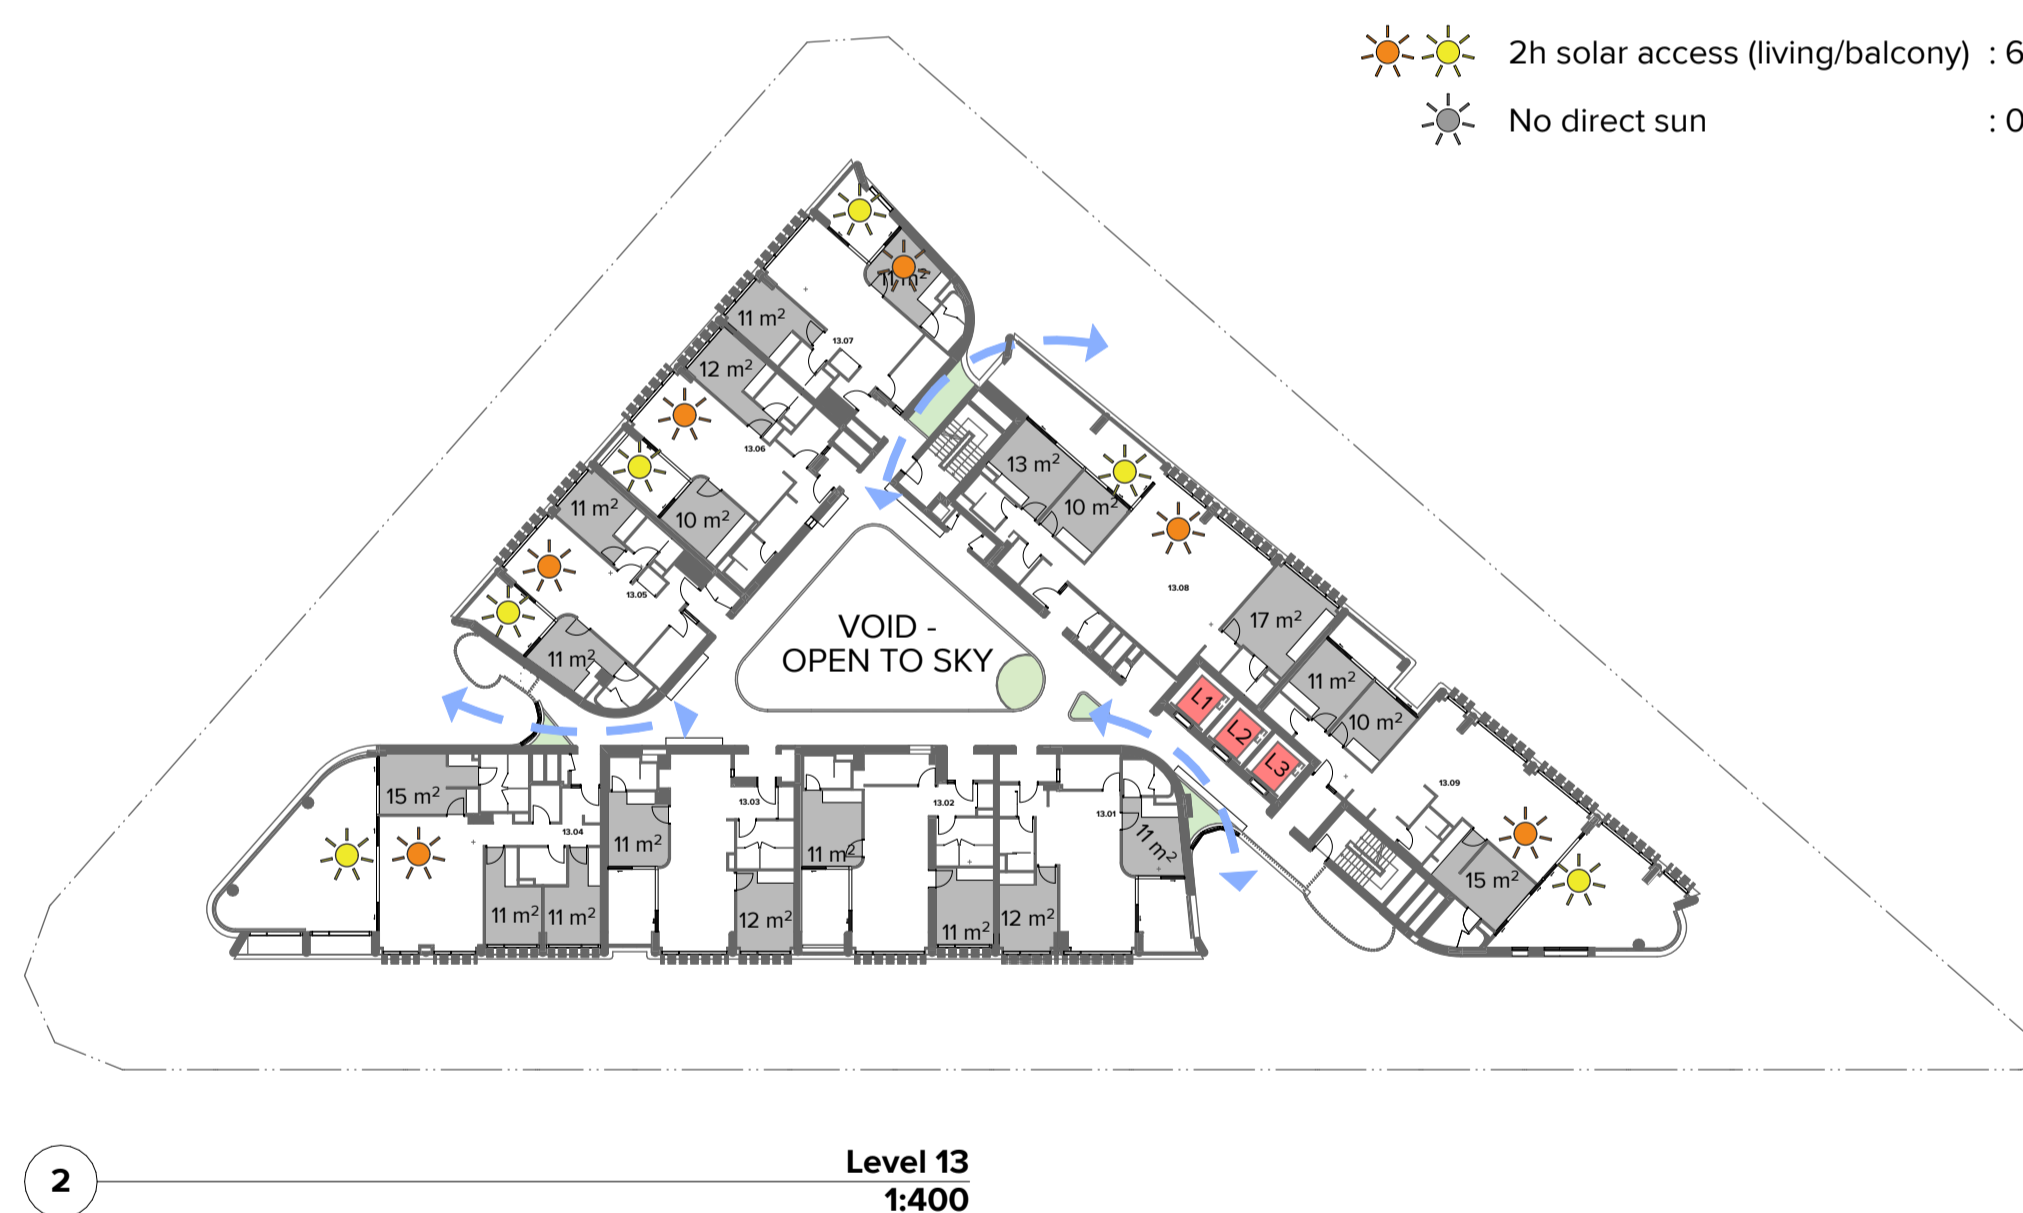 2h solar access (living/balcony) : 6
No direct sun : 0
11 m²
11 m²
13.07
12 m²
13.06
13 m²
10 m²
11 m²
10 m²
13.05
13.08
17 m²
VOID -
OPEN TO SKY
11 m²
11 m²
10 m²
L1
L2
L3
15 m²
13.04
13.03
13.02
13.01
13.09
11 m²
11 m²
11 m²
15 m²
11 m²
11 m²
12 m²
11 m²
12 m²
2
Level 13
1:400